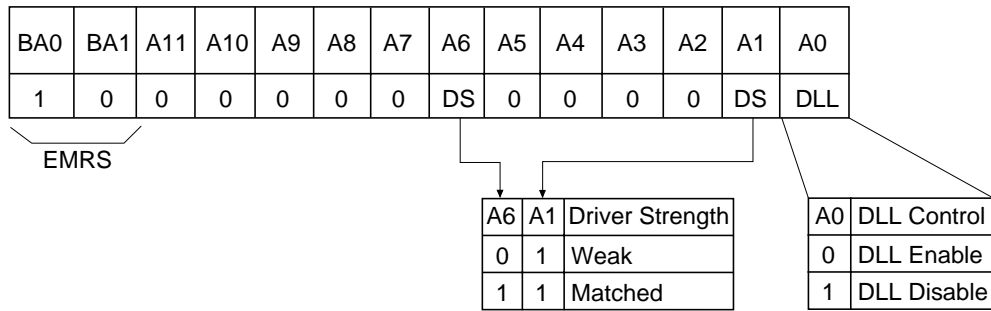 BA0 BA1 A11 A10 A9 A8 A7 A6 A5 A4 A3 A2 A1 A0
1 0 0 0 0 0 0 DS 0 0 0 0 DS DLL
EMRS
A6 A1 Driver Strength
0 1 Weak
1 1 Matched
A0 DLL Control
0 DLL Enable
1 DLL Disable